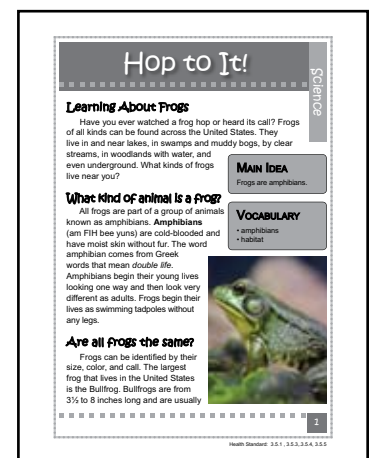 Hop to It!
Science
Learning About Frogs
Have you ever watched a frog hop or heard its call? Frogs
of all kinds can be found across the United States. They
live in and near lakes, in swamps and muddy bogs, by clear
streams, in woodlands with water, and
even underground. What kinds of frogs
live near you?
MAIN IDEA
Frogs are amphibians.
What kind of animal is a frog?
All frogs are part of a group of animals
known as amphibians. Amphibians
(am FIH bee yuns) are cold-blooded and
have moist skin without fur. The word
amphibian comes from Greek
words that mean double life.
Amphibians begin their young lives
looking one way and then look very
different as adults. Frogs begin their
lives as swimming tadpoles without
any legs.
VOCABULARY
• amphibians
• habitat
Are all frogs the same?
Frogs can be identified by their
size, color, and call. The largest
frog that lives in the United States
is the Bullfrog. Bullfrogs are from
3½ to 8 inches long and are usually
1
Health Standard 3.5.1 , 3.5.3, 3.5.4, 3.5.5